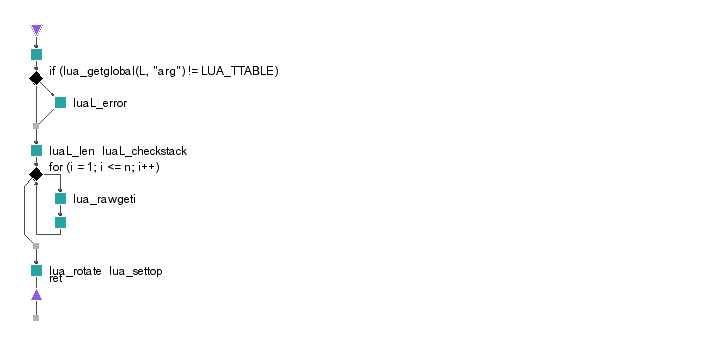 if (lua_getglobal(L, "arg") != LUA_TTABLE)
luaL_error
luaL_len luaL_checkstack
for (i = 1; i <= n; i++)
lua_rawgeti
lua_rotate lua_settop
ret